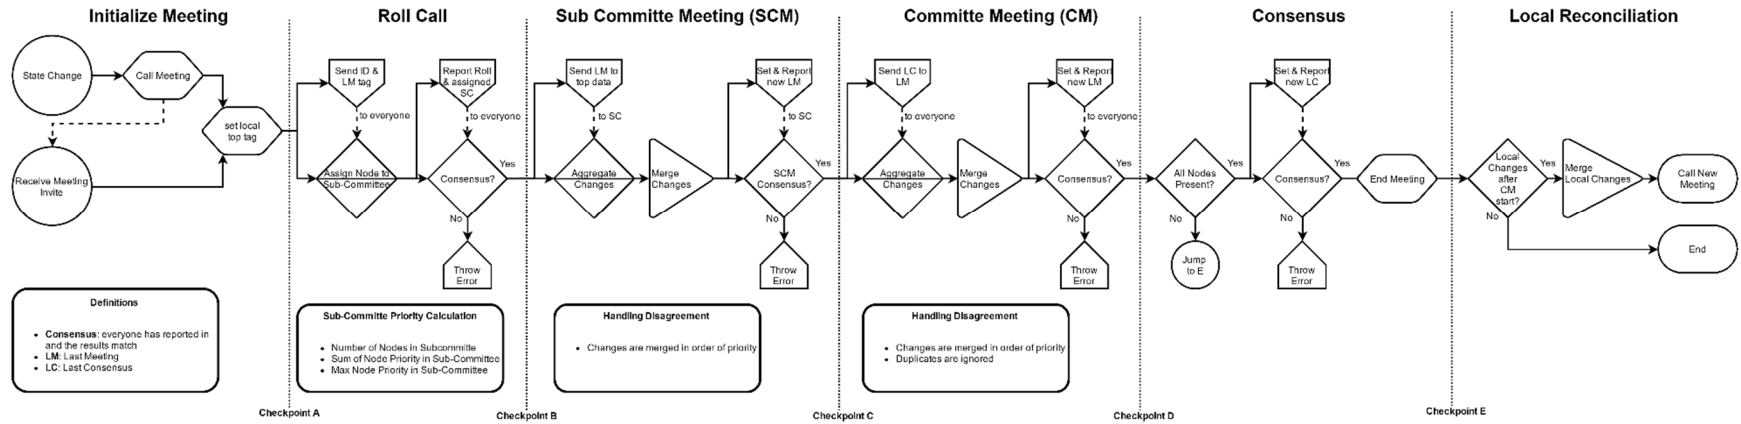 Initialize Meeting
Roll Call
Sub Committe Meeting (SCM)
Committe Meeting (CM)
Consensus
Local Reconciliation
State Change
Call Meeting
set local
top tag
Receive Meeting
Invite
Send ID &
LM tag
to everyone
Assign Node to
Sub-Committee
Report Roll
& assigned
SC
to everyone
Consensus?
Yes
No
Throw
Error
Send LM to
top data
to SC
Aggregate
Changes
Merge
Changes
Set & Report
new LM
to SC
SCM
Consensus?
Yes
No
Throw
Error
Send LC to
LM
to everyone
Aggregate
Changes
Merge
Changes
Set & Report
new LM
to everyone
Consensus?
Yes
No
Throw
Error
All Nodes
Present?
Yes
No
Jump
to E
Set & Report
new LC
Consensus?
Yes
No
Throw
Error
End Meeting
Local
Changes
after
CM
start?
Yes
No
Merge
Local Changes
Call New
Meeting
End
Definitions
• Consensus: everyone has reported in
and the results match
• LM: Last Meeting
• LC: Last Consensus
Sub-Committe Priority Calculation
• Number of Nodes in Subcommitte
• Sum of Node Priority in Sub-Committee
• Max Node Priority in Sub-Committee
Handling Disagreement
• Changes are merged in order of priority
Handling Disagreement
• Changes are merged in order of priority
• Duplicates are ignored
Checkpoint A
Checkpoint B
Checkpoint C
Checkpoint D
Checkpoint E